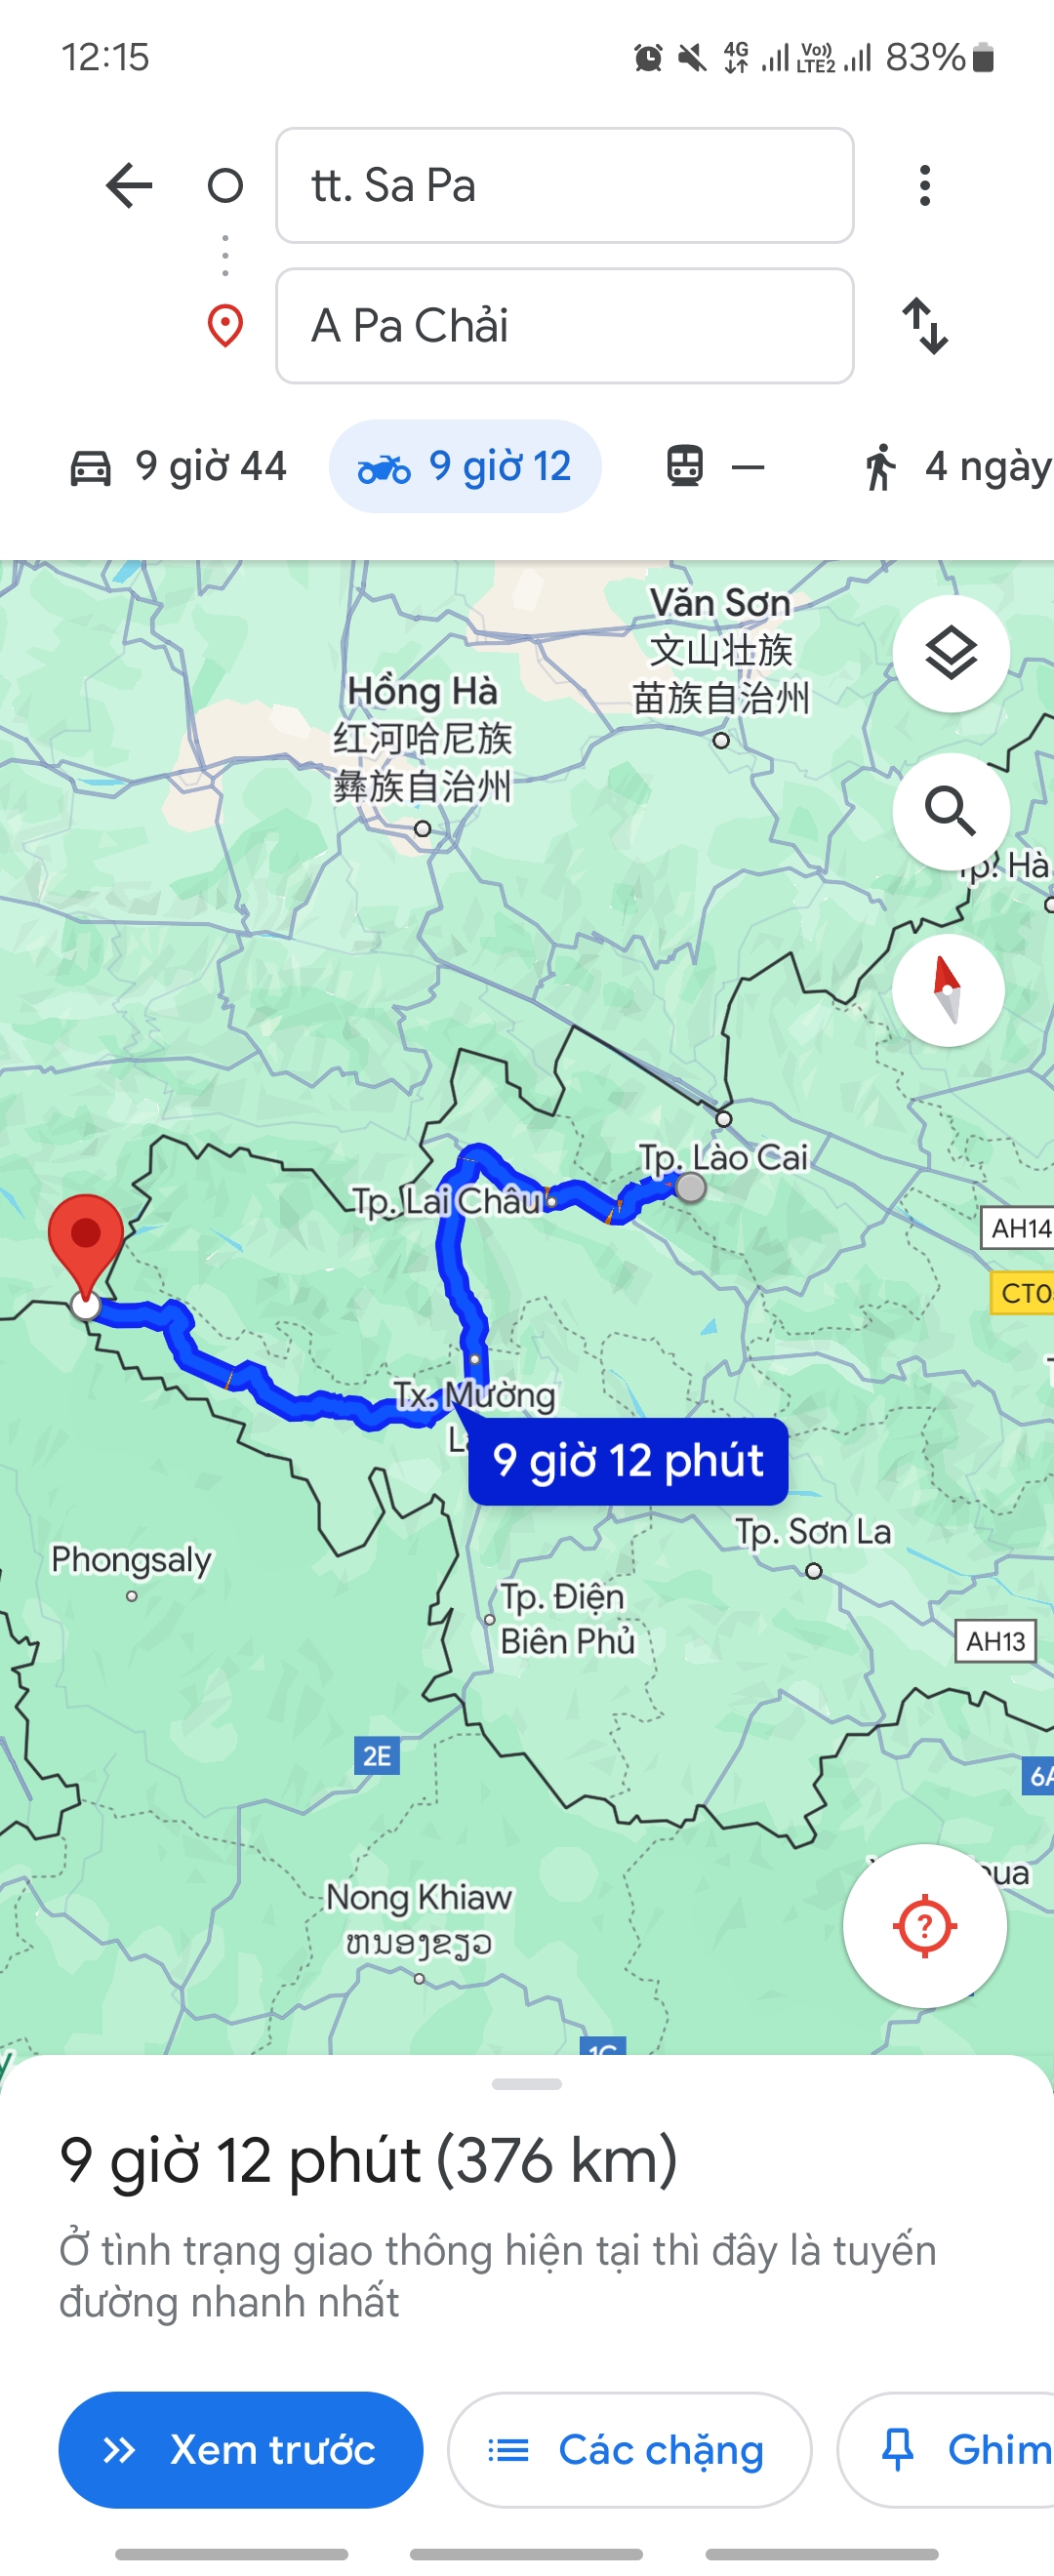 12:15
4G
Vo))
LTE2
83%
tt. Sa Pa
A Pa Chải
9 giờ 44
9 giờ 12
—
4 ngày
Văn Sơn
文山壮族
苗族自治州
Hồng Hà
红河哈尼族
彝族自治州
Hà
Tp. Lào Cai
Tp. Lai Châu
AH14
Tx. Mường
9 giờ 12 phút
Tp. Sơn La
Phongsaly
Tp. Điện
Biên Phủ
AH13
2E
Nong Khiaw
ຫນອງຂຽວ
?
9 giờ 12 phút (376 km)
Ở tình trạng giao thông hiện tại thì đây là tuyến
đường nhanh nhất
Xem trước
Các chặng
Ghim